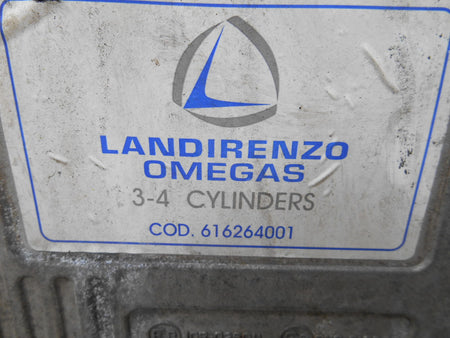 LANDIRENZO
OMEGAS
3-4 CYLINDERS
COD. 616264001